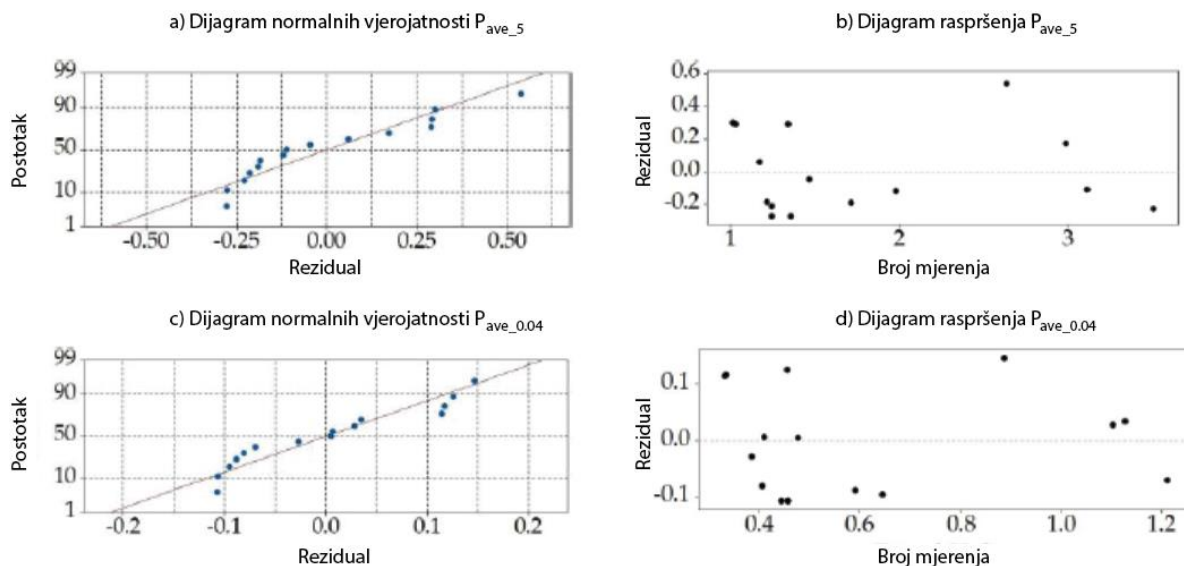 a) Dijagram normalnih vjerojatnosti P_ave_5
99
90
50
10
1
Postotak
-0.50 -0.25 0.00 0.25 0.50
Rezidual
b) Dijagram raspršenja P_ave_5
0.6
0.4
0.2
0.0
-0.2
Rezidual
1 2 3
Broj mjerenja
c) Dijagram normalnih vjerojatnosti P_ave_0.04
99
90
50
10
1
Postotak
-0.2 -0.1 0.0 0.1 0.2
Rezidual
d) Dijagram raspršenja P_ave_0.04
0.1
0.0
-0.1
Rezidual
0.4 0.6 0.8 1.0 1.2
Broj mjerenja